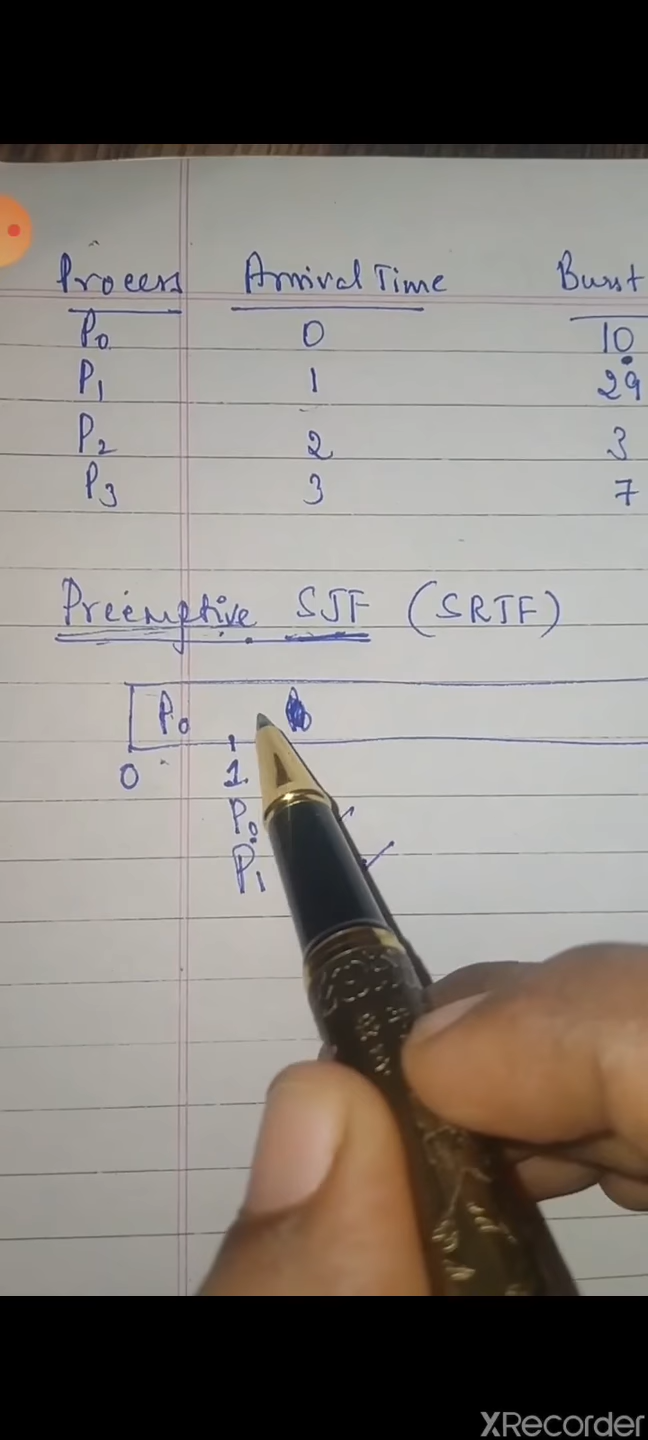 Process Arrival Time Burst
P0 0 10
P1 1 29
P2 2 3
P3 3 7
Preemptive SJF (SRTF)
P0
0 1
P0
P1
XRecorder